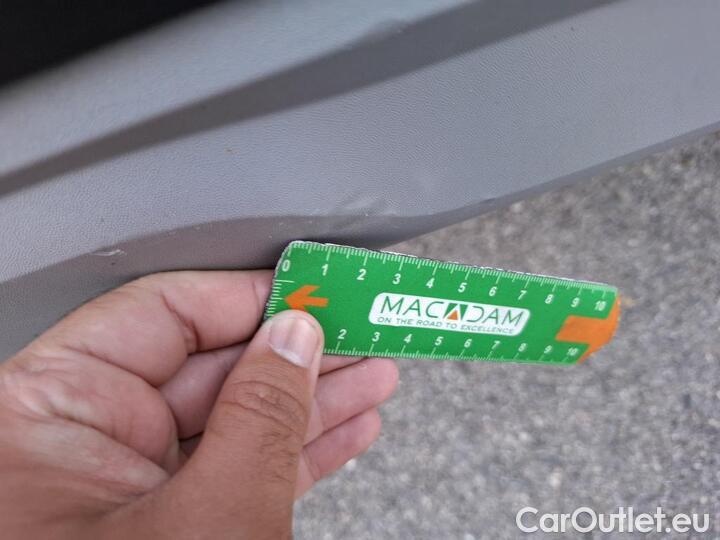 0 1 2 3 4 5 6 7 8 9 10
MACADAM
ON THE ROAD TO EXCELLENCE
2 3 4 5 6 7 8 9 10
CarOutlet.eu